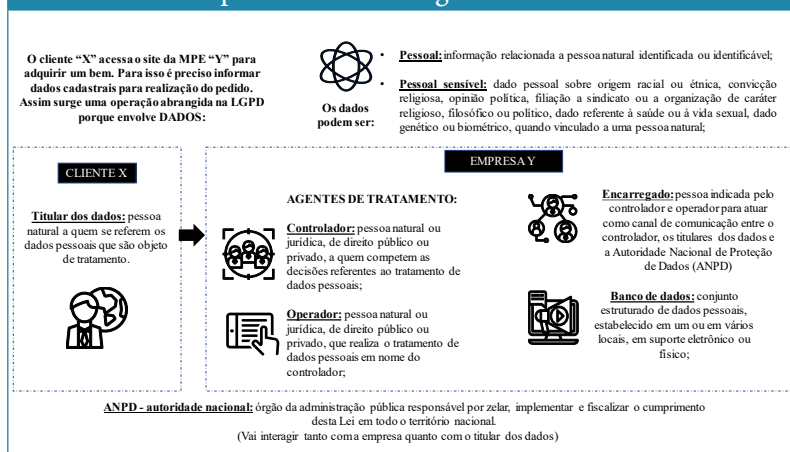 O cliente “X” acessa o site da MPE “Y” para
adquirir um bem. Para isso é preciso informar
dados cadastrais para realização do pedido.
Assim surge uma operação abrangida na LGPD
porque envolve DADOS:
Os dados
podem ser:
• Pessoal: informação relacionada a pessoa natural identificada ou identificável;
• Pessoal sensível: dado pessoal sobre origem racial ou étnica, convicção
religiosa, opinião política, filiação a sindicato ou a organização de caráter
religioso, filosófico ou político, dado referente à saúde ou à vida sexual, dado
genético ou biométrico, quando vinculado a uma pessoa natural;
CLIENTE X
Titular dos dados: pessoa
natural a quem se referem os
dados pessoais que são objeto
de tratamento.
EMPRESA Y
AGENTES DE TRATAMENTO:
Controlador: pessoa natural ou
jurídica, de direito público ou
privado, a quem competem as
decisões referentes ao tratamento de
dados pessoais;
Operador: pessoa natural ou
jurídica, de direito público ou
privado, que realiza o tratamento de
dados pessoais em nome do
controlador;
Encarregado: pessoa indicada pelo
controlador e operador para atuar
como canal de comunicação entre o
controlador, os titulares dos dados e
a Autoridade Nacional de Proteção
de Dados (ANPD)
Banco de dados: conjunto
estruturado de dados pessoais,
estabelecido em um ou em vários
locais, em suporte eletrônico ou
físico;
ANPD - autoridade nacional: órgão da administração pública responsável por zelar, implementar e fiscalizar o cumprimento
desta Lei em todo o território nacional.
(Vai interagir tanto com a empresa quanto com o titular dos dados)